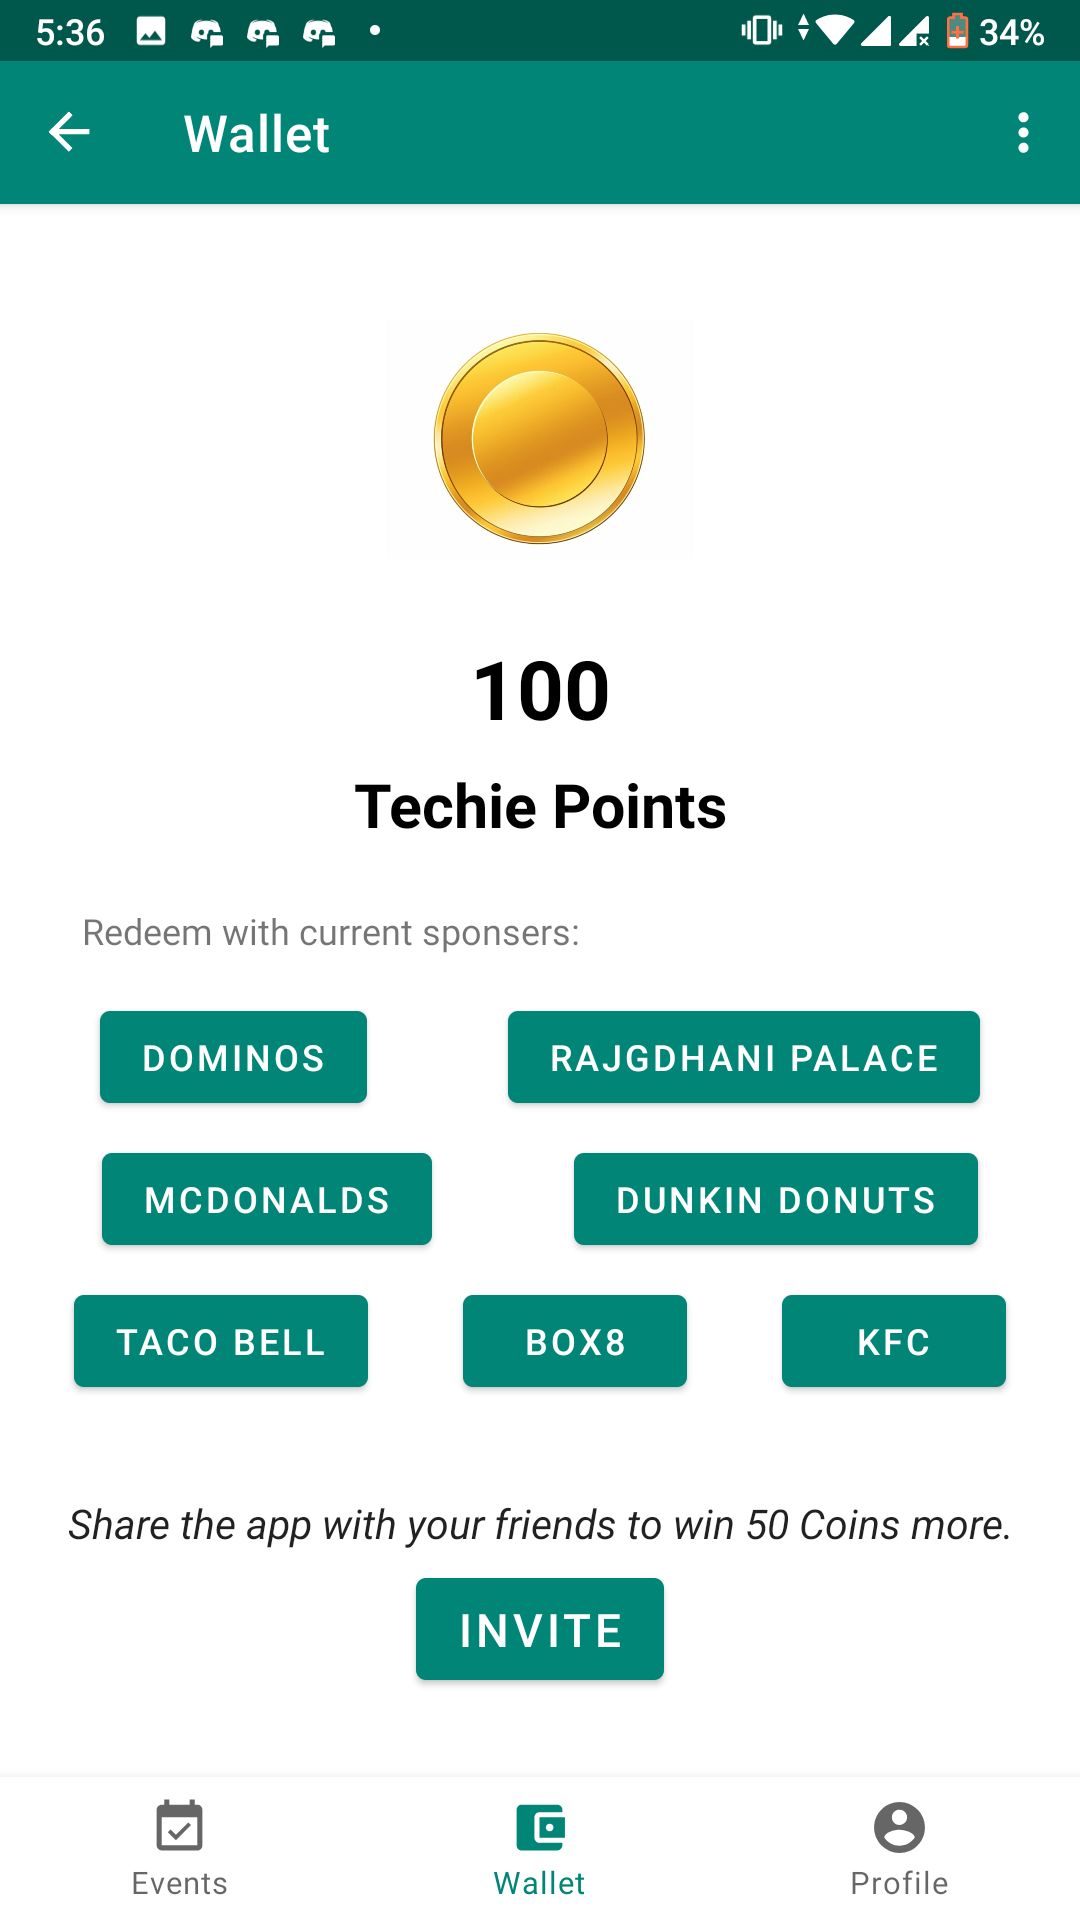 5:36 34%
Wallet
100
Techie Points
Redeem with current sponsers:
DOMINOS RAJGDHANI PALACE
MCDONALDS DUNKIN DONUTS
TACO BELL BOX8 KFC
Share the app with your friends to win 50 Coins more.
INVITE
Events Wallet Profile